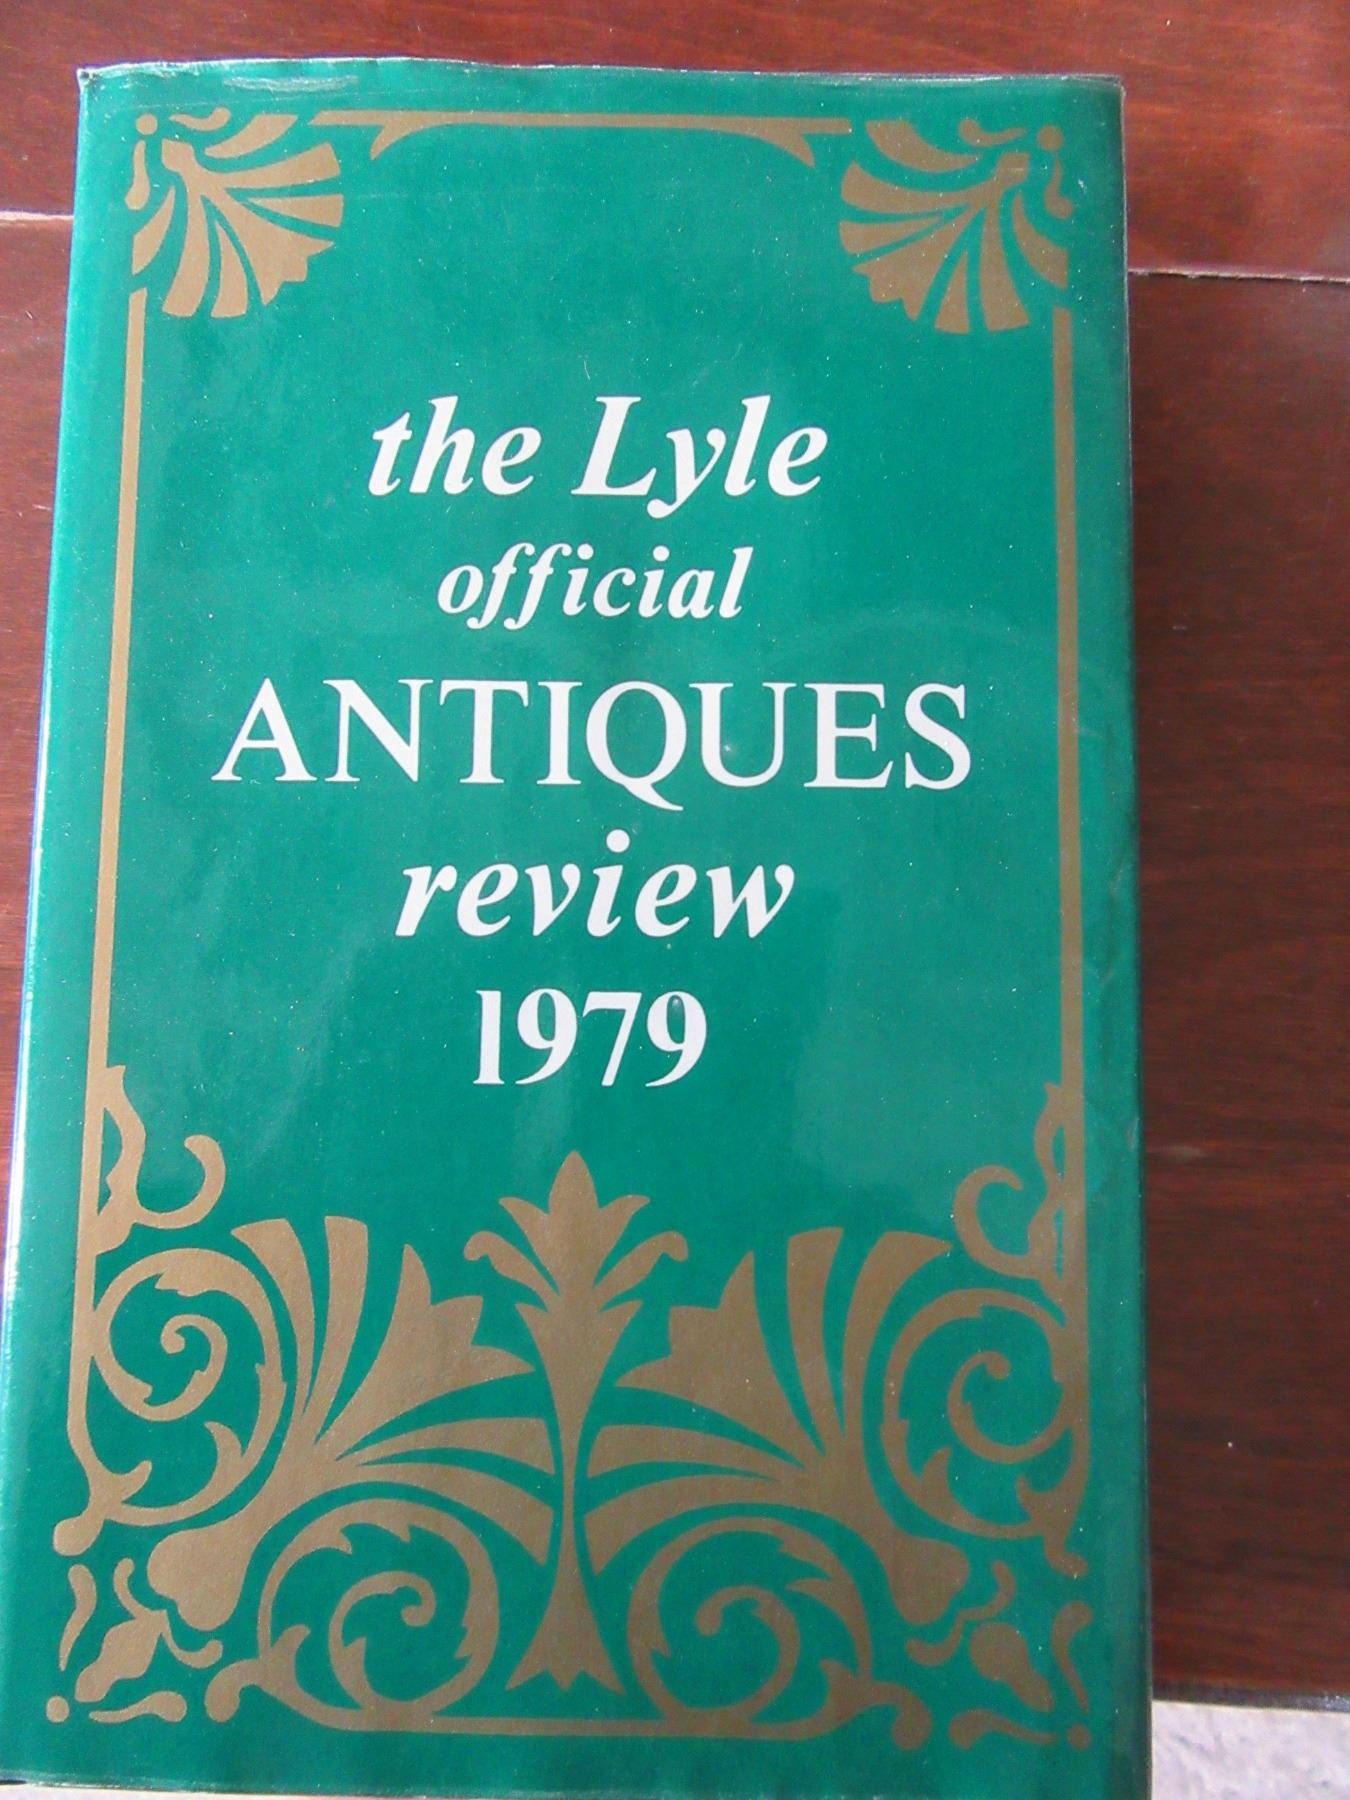 the Lyle
official
ANTIQUES
review
1979